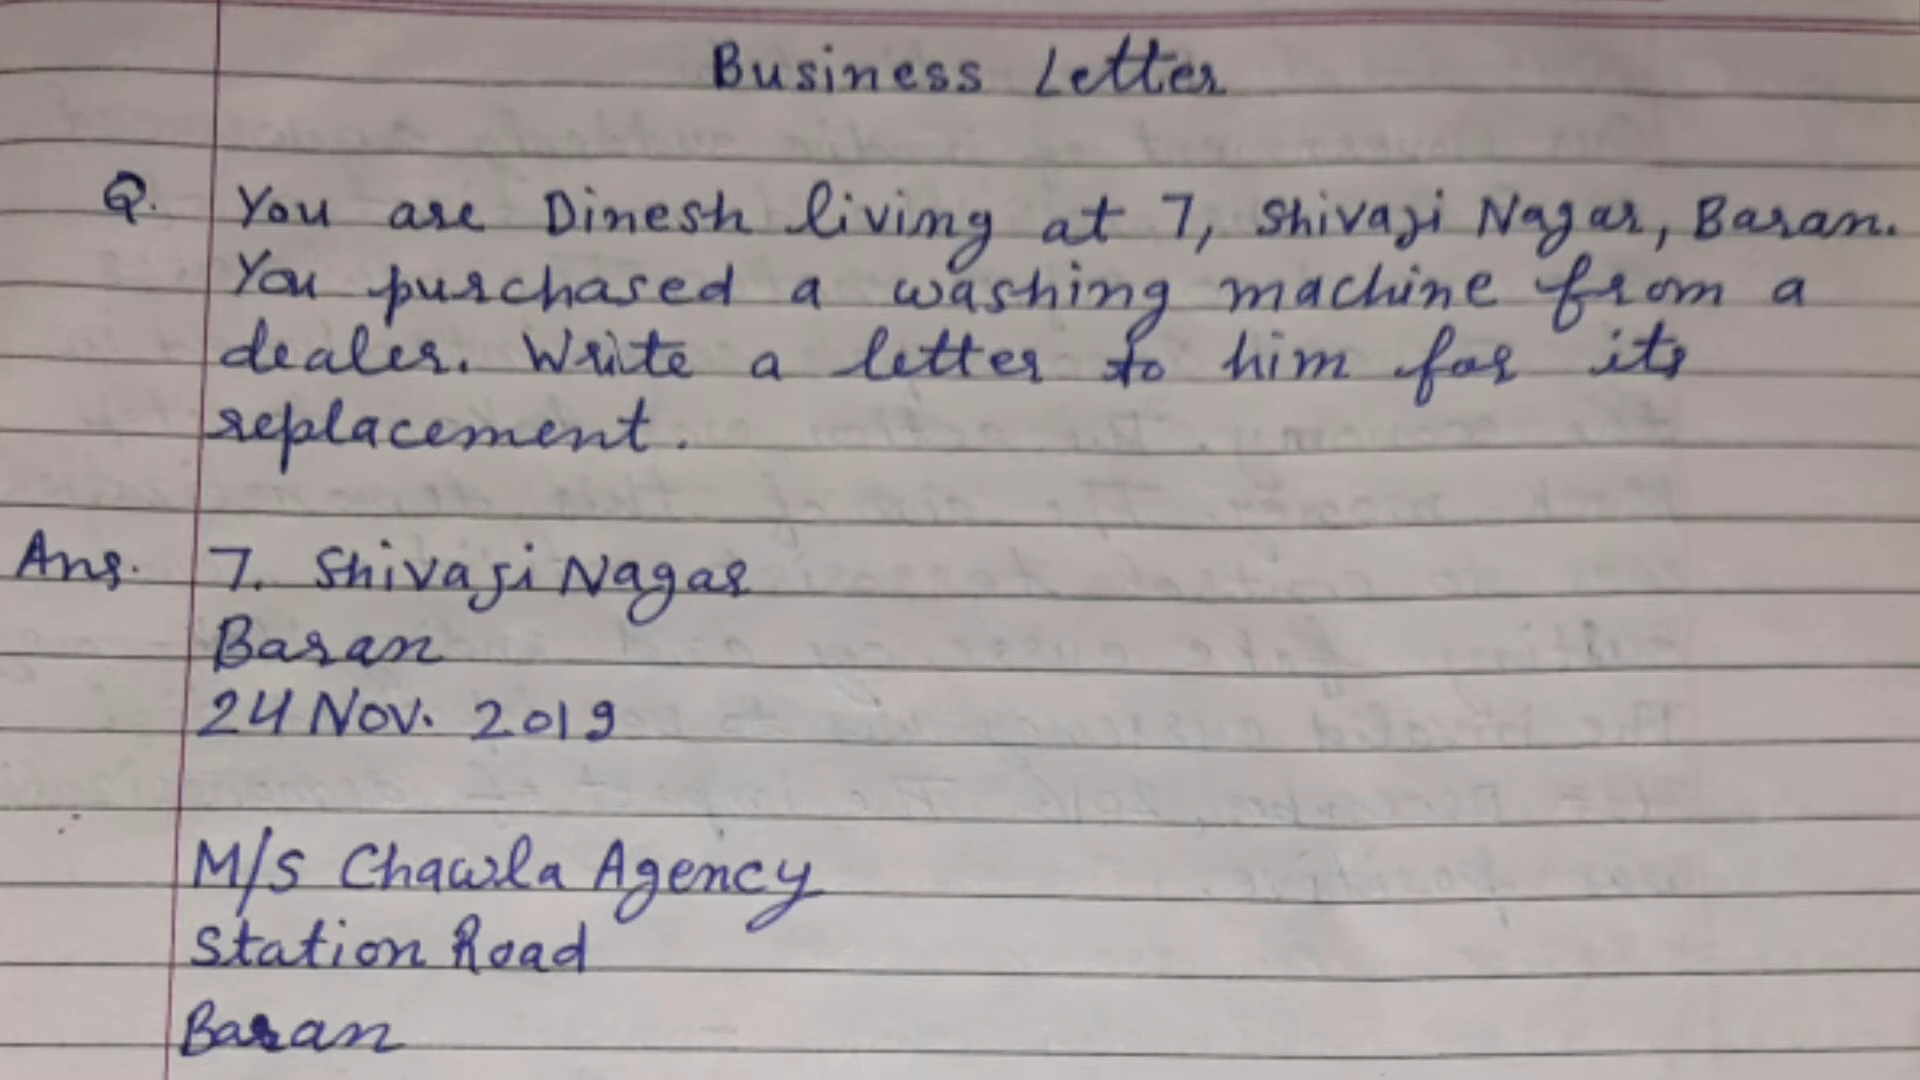 Business Letter
Q. You are Dinesh living at 7, Shivaji Nagar, Baran.
You purchased a washing machine from a
dealer. Write a letter to him for its
replacement.
Ans. 7. Shivaji Nagar
Baran
24 Nov. 2019
M/S Chawla Agency
Station Road
Baran